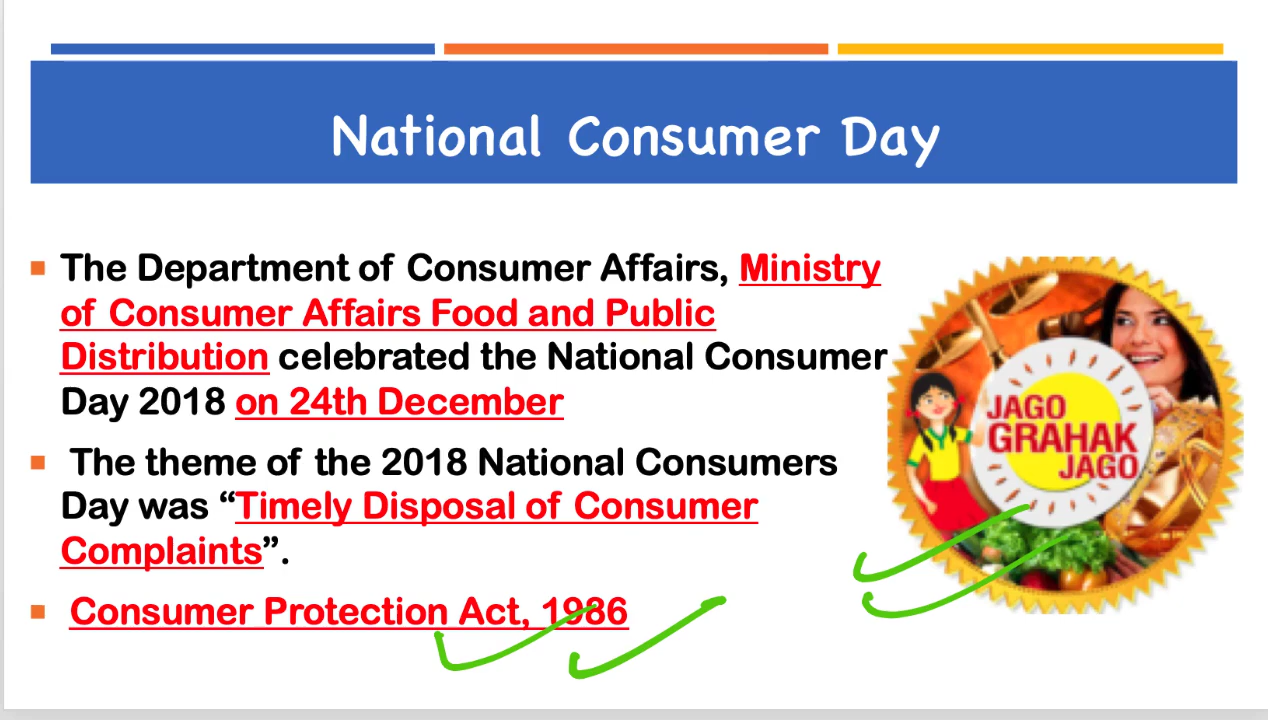 National Consumer Day
The Department of Consumer Affairs, Ministry
of Consumer Affairs Food and Public
Distribution celebrated the National Consumer
Day 2018 on 24th December
The theme of the 2018 National Consumers
Day was “Timely Disposal of Consumer
Complaints”.
Consumer Protection Act, 1986
JAGO
GRAHAK
JAGO